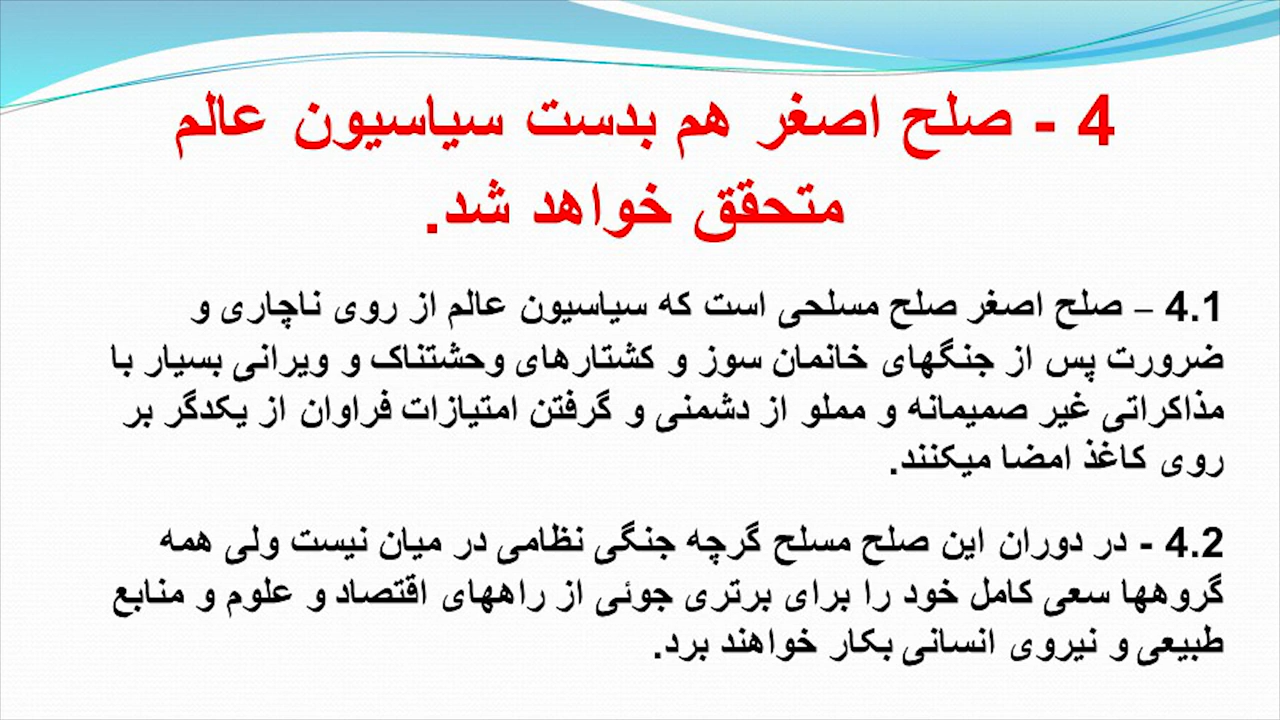 4 - صلح اصغر هم بدست سیاسیون عالم
متحقق خواهد شد.
4.1 – صلح اصغر صلح مسلحی است که سیاسیون عالم از روی ناچاری و
ضرورت پس از جنگهای خانمان سوز و کشتارهای وحشتناک و ویرانی بسیار با
مذاکراتی غیر صمیمانه و مملو از دشمنی و گرفتن امتیازات فراوان از یکدگر بر
روی کاغذ امضا میکنند.
4.2 - در دوران این صلح مسلح گرچه جنگی نظامی در میان نیست ولی همه
گروهها سعی کامل خود را برای برتری جوئی از راههای اقتصاد و علوم و منابع
طبیعی و نیروی انسانی بکار خواهند برد.